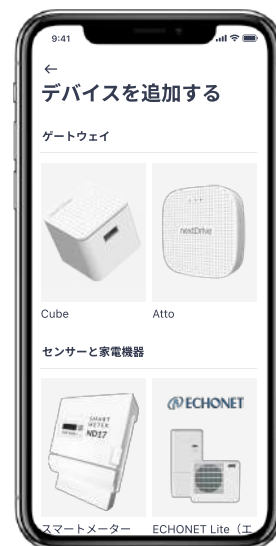 9:41
←
デバイスを追加する
ゲートウェイ
nextDrive
Cube
Atto
センサーと家電機器
SMART
METER
ND17
ECHONET
スマートメーター
ECHONET Lite（エ